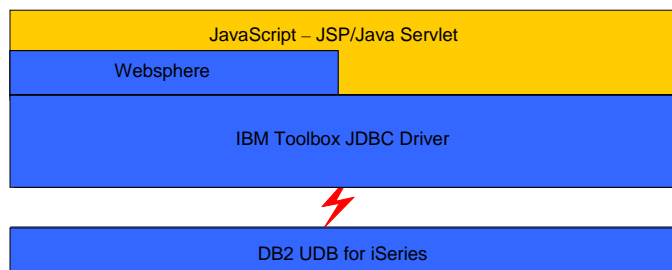 JavaScript – JSP/Java Servlet
Websphere
IBM Toolbox JDBC Driver
DB2 UDB for iSeries